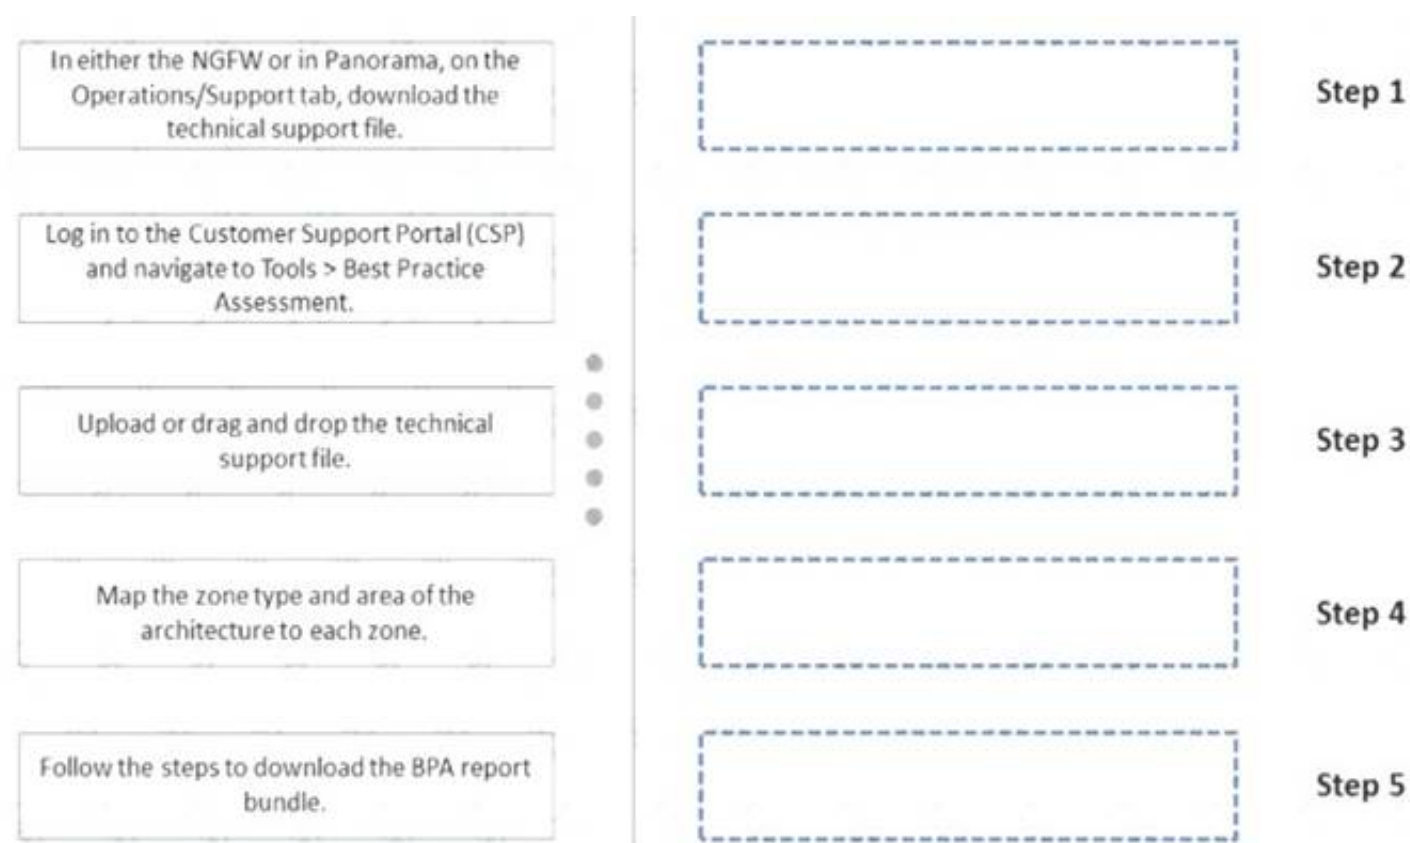 In either the NGFW or in Panorama, on the
Operations/Support tab, download the
technical support file.
Step 1
Log in to the Customer Support Portal (CSP)
and navigate to Tools > Best Practice
Assessment.
Step 2
Upload or drag and drop the technical
support file.
Step 3
Map the zone type and area of the
architecture to each zone.
Step 4
Follow the steps to download the BPA report
bundle.
Step 5